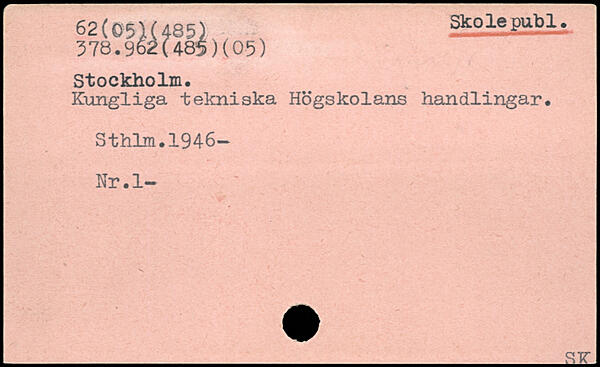 62(05)(485)
Skolepubl.
378.962(485)(05)
Stockholm.
Kungliga tekniska Högskolans handlingar.
Sthlm.1946-
Nr.1-
SK